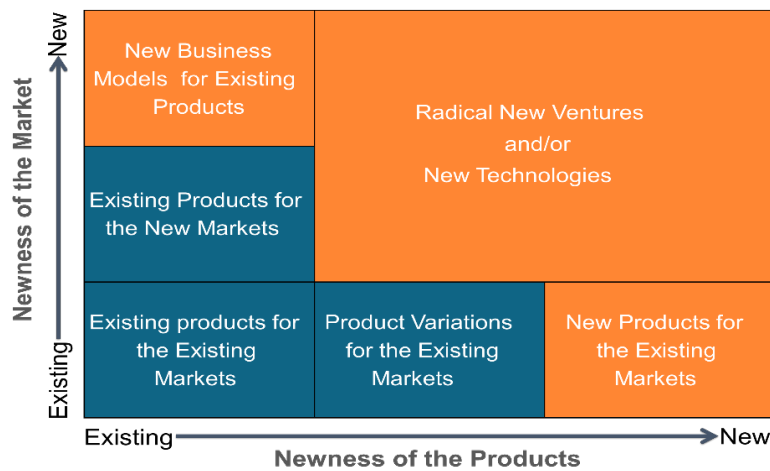 New
Newness of the Market
Existing
New Business
Models for Existing
Products
Radical New Ventures
and/or
New Technologies
Existing Products for
the New Markets
Existing products for
the Existing
Markets
Product Variations
for the Existing
Markets
New Products for
the Existing
Markets
Existing
New
Newness of the Products